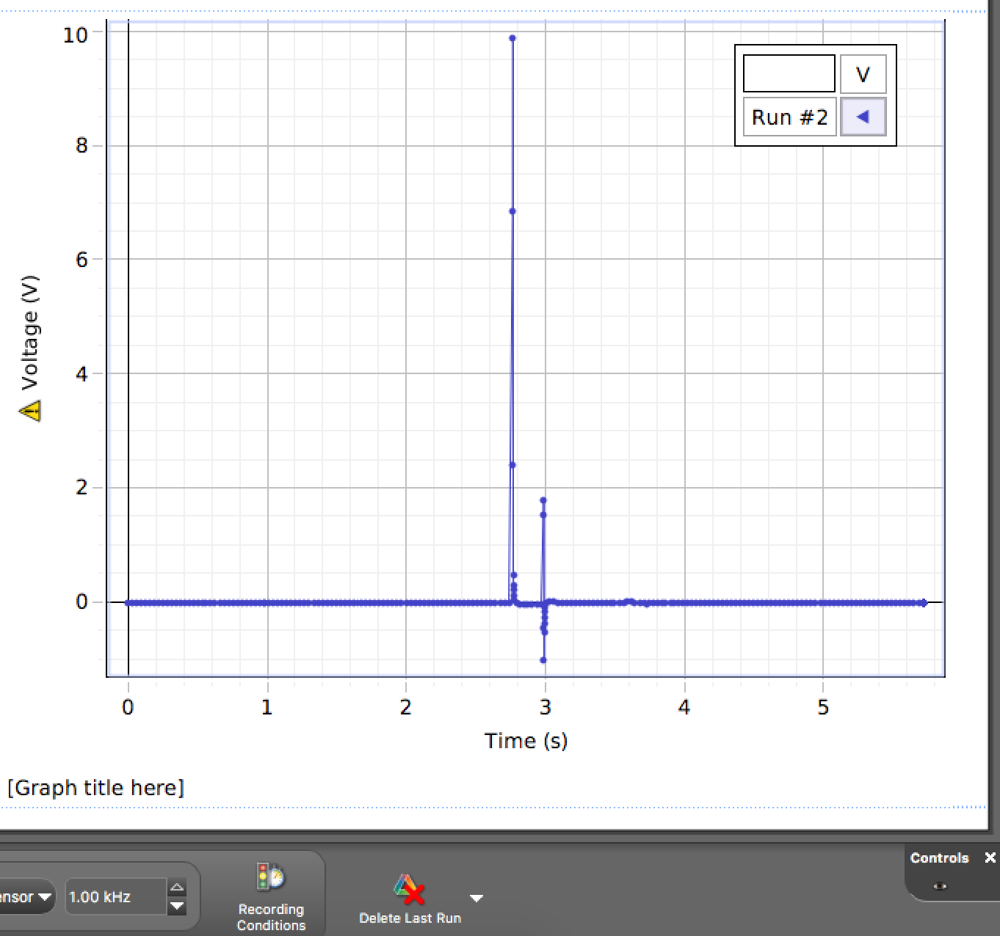 10
V
Run #2
8
6
Voltage (V)
4
2
0
0 1 2 3 4 5
Time (s)
[Graph title here]
Controls
ensor
1.00 kHz
Recording
Conditions
Delete Last Run